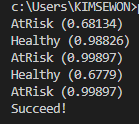 c:\Users\KIMSEWON>
AtRisk (0.68134)
Healthy (0.98826)
AtRisk (0.99897)
Healthy (0.6779)
AtRisk (0.99897)
Succeed!